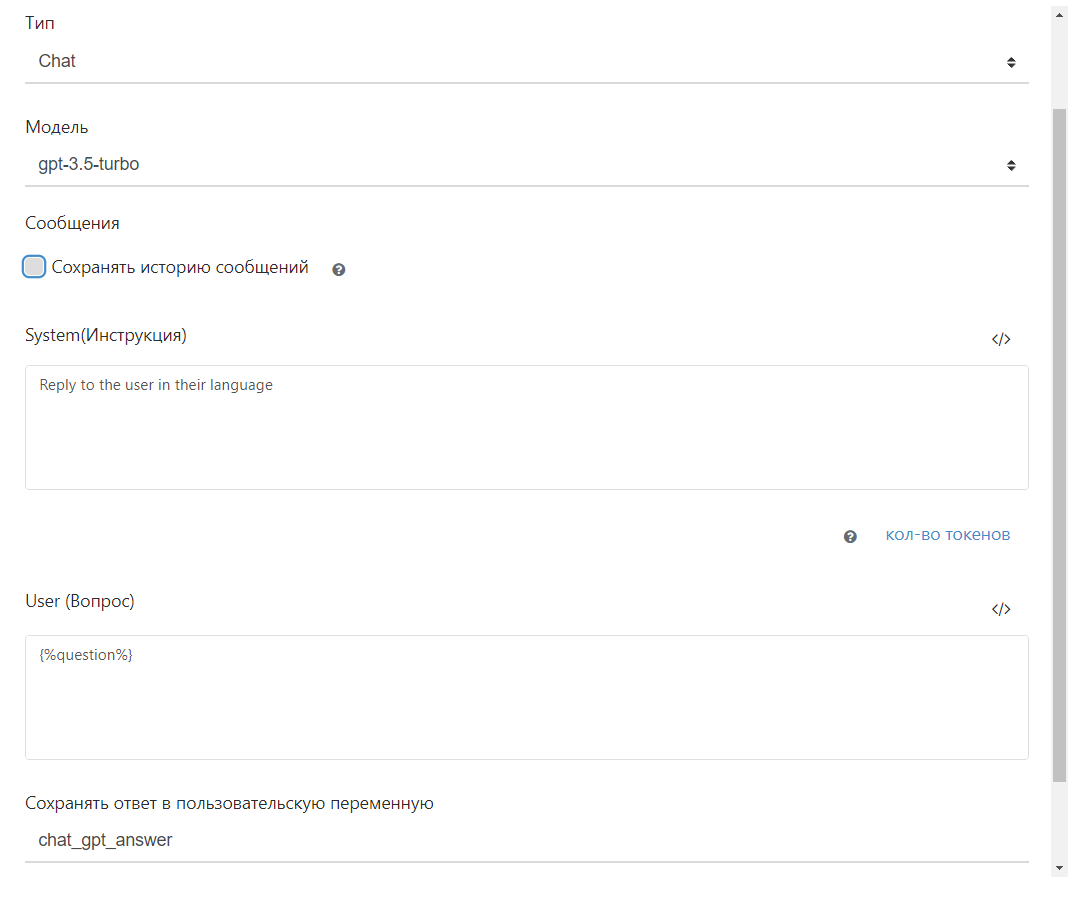 Тип
Chat
Модель
gpt-3.5-turbo
Сообщения
Сохранять историю сообщений
System(Инструкция)
</>
Reply to the user in their language
кол-во токенов
User (Вопрос)
</>
{%question%}
Сохранять ответ в пользовательскую переменную
chat_gpt_answer